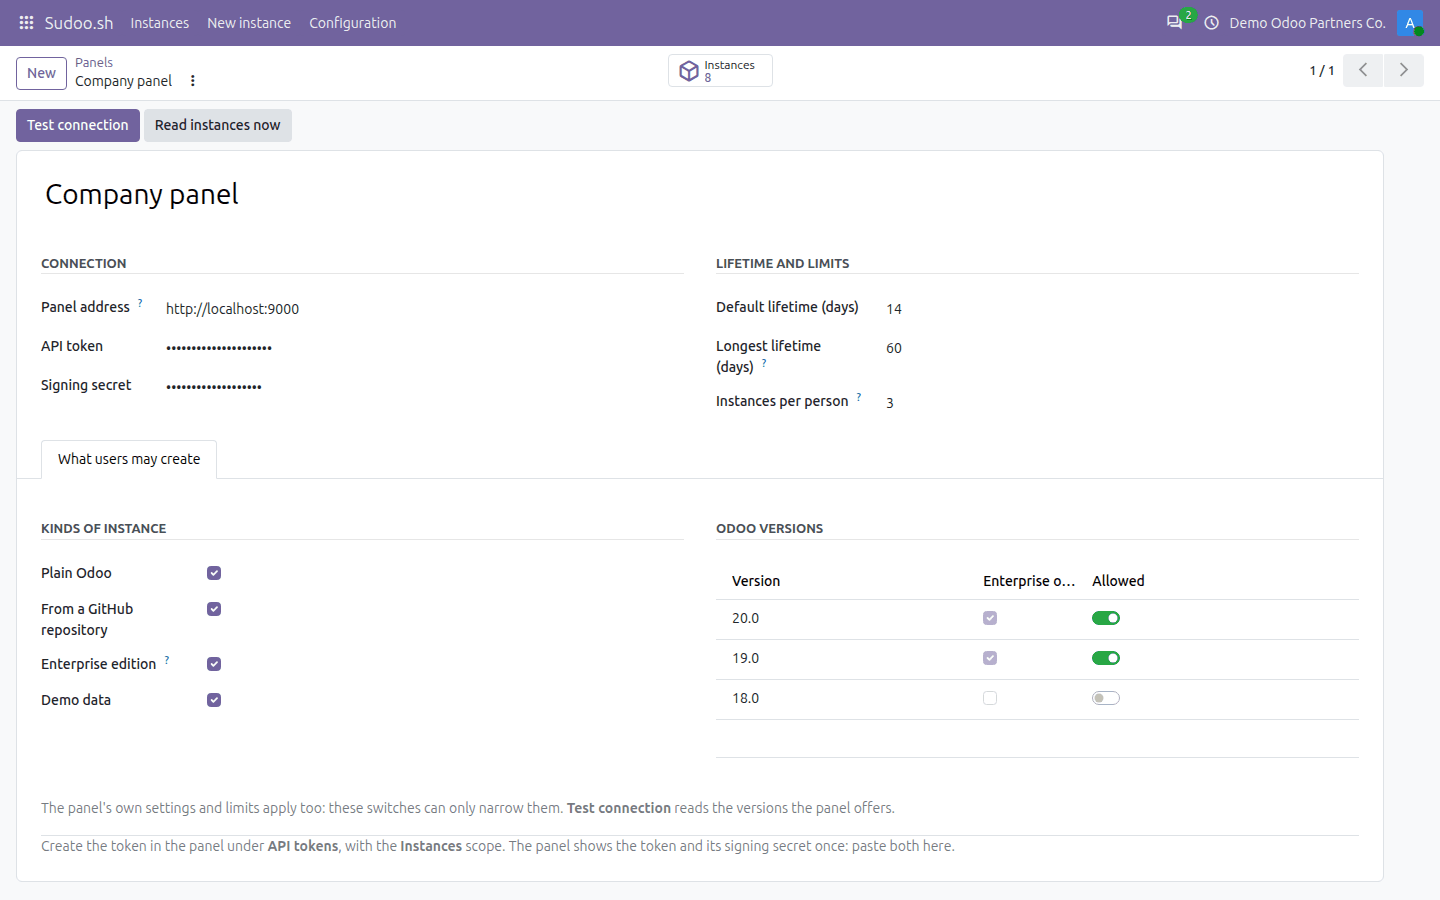 Sudoo.sh Instances New instance Configuration 2 Demo Odoo Partners Co. A
New
Panels
Company panel
Instances
8
1 / 1
Test connection Read instances now
Company panel
CONNECTION
Panel address ? http://localhost:9000
API token •••••••••••••••••••••
Signing secret •••••••••••••••••••
LIFETIME AND LIMITS
Default lifetime (days) 14
Longest lifetime
(days) ? 60
Instances per person ? 3
What users may create
KINDS OF INSTANCE
Plain Odoo
From a GitHub
repository
Enterprise edition ?
Demo data
ODOO VERSIONS
Version Enterprise o... Allowed
20.0
19.0
18.0
The panel's own settings and limits apply too: these switches can only narrow them. Test connection reads the versions the panel offers.
Create the token in the panel under API tokens, with the Instances scope. The panel shows the token and its signing secret once: paste both here.